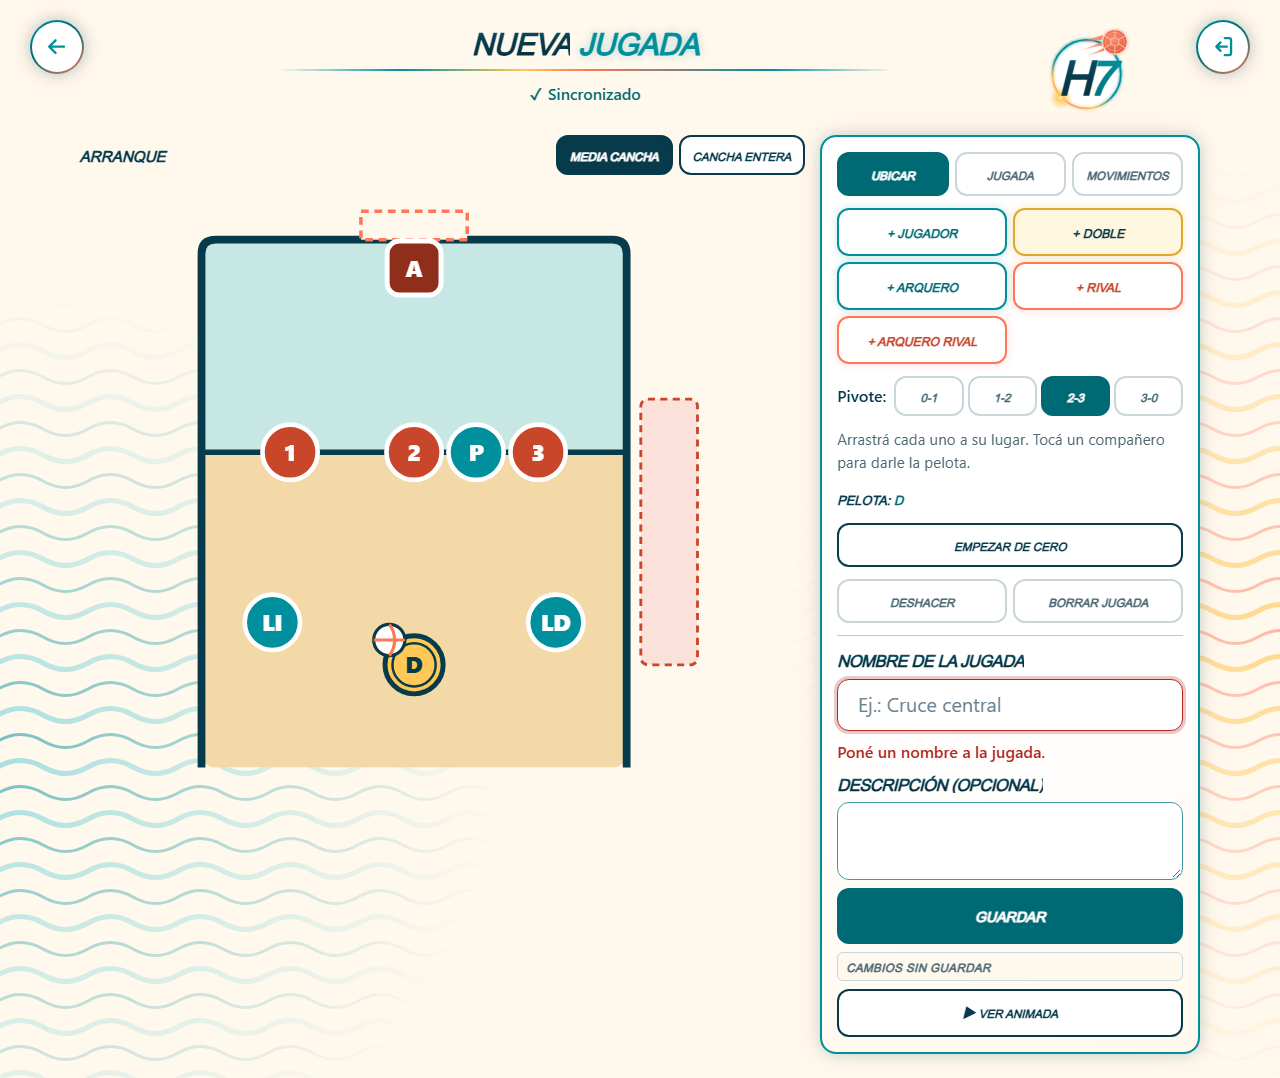 NUEVA JUGADA
✓ Sincronizado
H7
ARRANQUE
MEDIA CANCHA
CANCHA ENTERA
A
1
2
P
3
LI
D
LD
UBICAR
JUGADA
MOVIMIENTOS
+ JUGADOR
+ DOBLE
+ ARQUERO
+ RIVAL
+ ARQUERO RIVAL
Pivote:
0-1
1-2
2-3
3-0
Arrastrá cada uno a su lugar. Tocá un compañero
para darle la pelota.
PELOTA: D
EMPEZAR DE CERO
DESHACER
BORRAR JUGADA
NOMBRE DE LA JUGADA
Ej.: Cruce central
Poné un nombre a la jugada.
DESCRIPCIÓN (OPCIONAL)
GUARDAR
CAMBIOS SIN GUARDAR
▶ VER ANIMADA